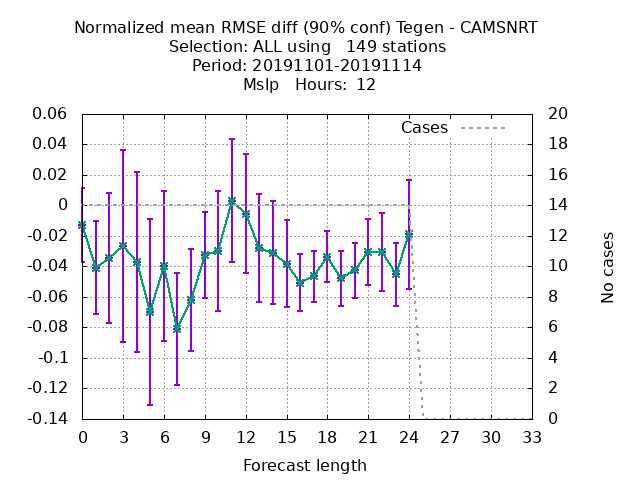 Normalized mean RMSE diff (90% conf) Tegen - CAMSNRT
Selection: ALL using   149 stations
Period: 20191101-20191114
Mslp   Hours:  12
Cases
0.06
0.04
0.02
0
-0.02
-0.04
-0.06
-0.08
-0.1
-0.12
-0.14
20
18
16
14
12
10
8
6
4
2
0
No cases
0 3 6 9 12 15 18 21 24 27 30 33
Forecast length